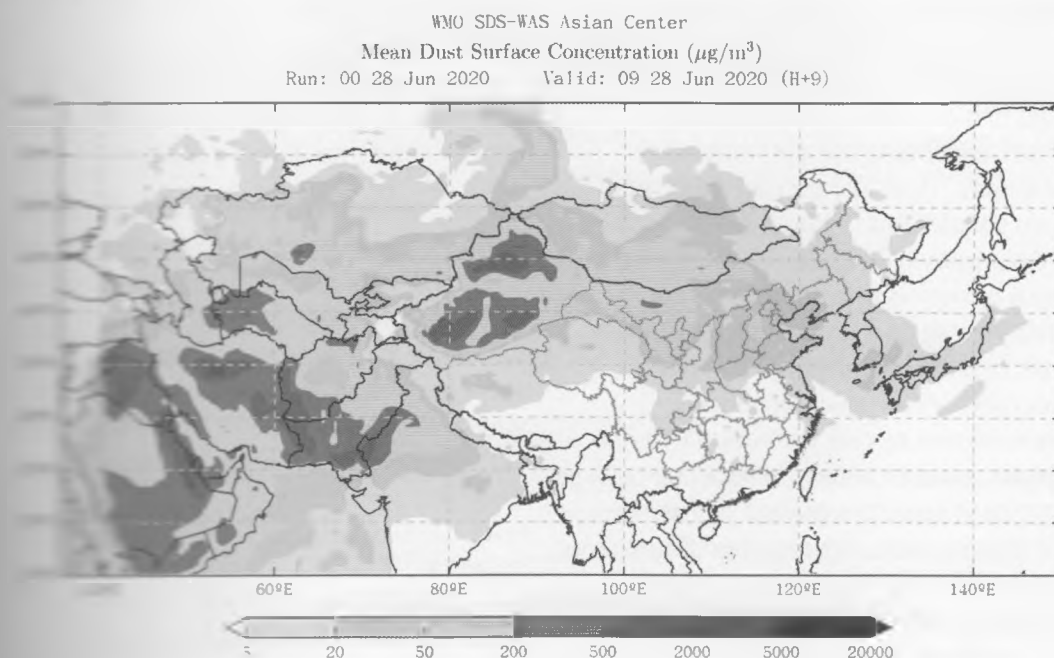 WMO SDS-WAS Asian Center
Mean Dust Surface Concentration (μg/m³)
Run: 00 28 Jun 2020 Valid: 09 28 Jun 2020 (H+9)
60ºE 80ºE 100ºE 120ºE 140ºE
20 50 200 500 2000 5000 20000